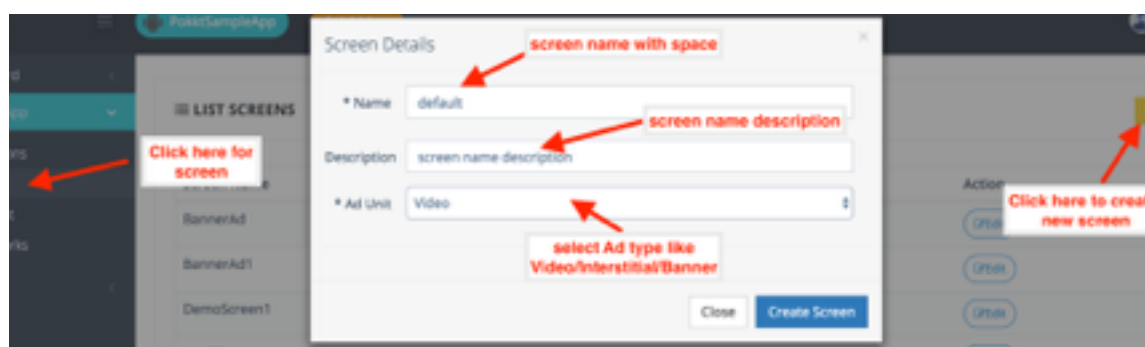 PokktSampleApp
Screen Details
×
screen name with space
* Name default
LIST SCREENS
screen name description
Click here for
screen
Description screen name description
Action
* Ad Unit Video
Click here to creat
new screen
BannerAd
Edit
select Ad type like
Video/Interstitial/Banner
BannerAd1
Edit
DemoScreen1
Close Create Screen
Edit